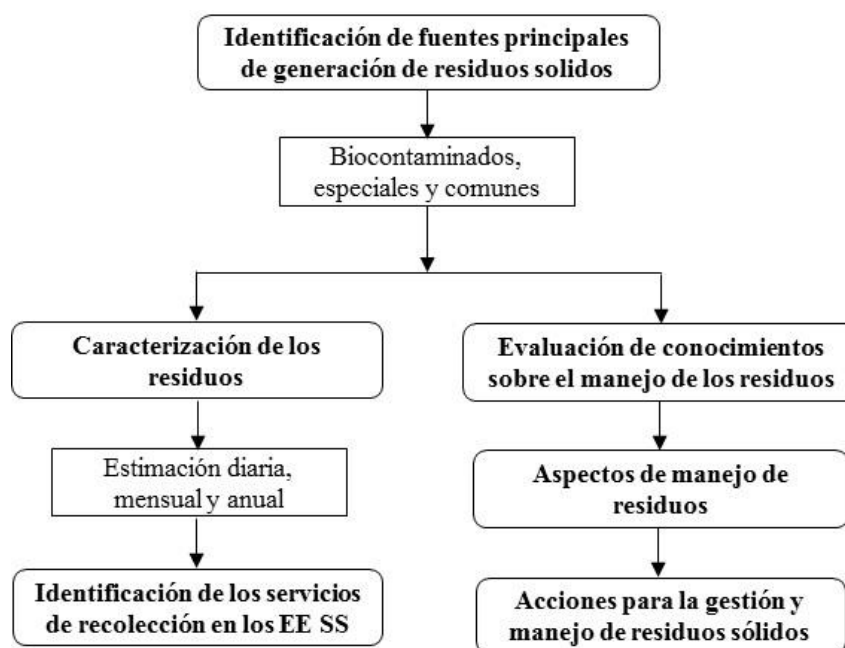 Identificación de fuentes principales
de generación de residuos solidos
Biocontaminados,
especiales y comunes
Caracterización de los
residuos
Estimación diaria,
mensual y anual
Identificación de los servicios
de recolección en los EE SS
Evaluación de conocimientos
sobre el manejo de los residuos
Aspectos de manejo de
residuos
Acciones para la gestión y
manejo de residuos sólidos